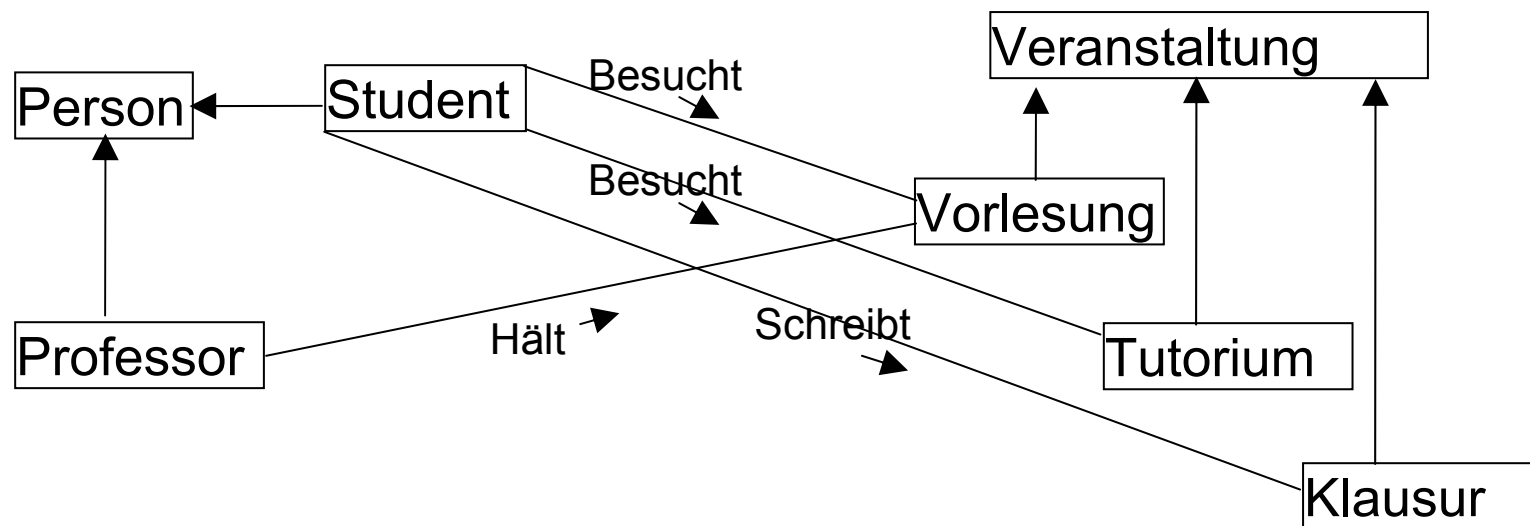 Veranstaltung
Person
Student
Besucht
Besucht
Vorlesung
Professor
Hält
Schreibt
Tutorium
Klausur